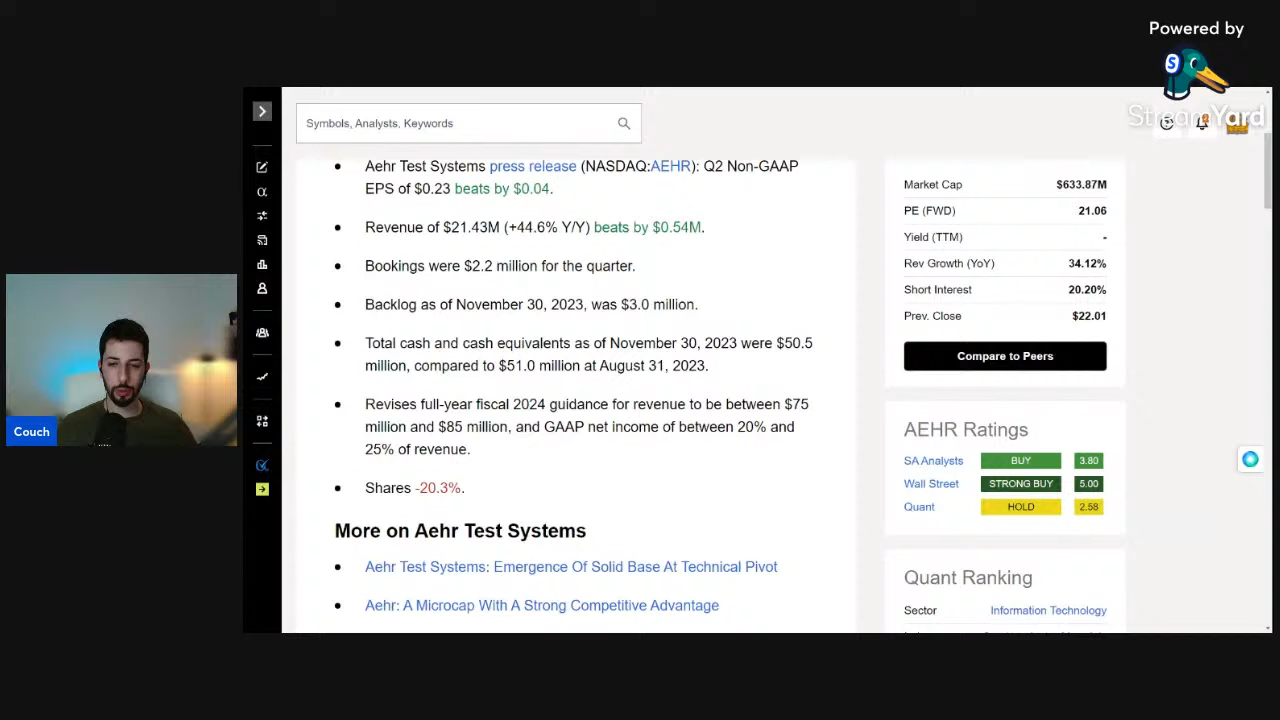 Powered by
StreamYard
Symbols, Analysts, Keywords
Aehr Test Systems press release (NASDAQ:AEHR): Q2 Non-GAAP
EPS of $0.23 beats by $0.04.
Revenue of $21.43M (+44.6% Y/Y) beats by $0.54M.
Bookings were $2.2 million for the quarter.
Backlog as of November 30, 2023, was $3.0 million.
Total cash and cash equivalents as of November 30, 2023 were $50.5
million, compared to $51.0 million at August 31, 2023.
Revises full-year fiscal 2024 guidance for revenue to be between $75
million and $85 million, and GAAP net income of between 20% and
25% of revenue.
Shares -20.3%.
More on Aehr Test Systems
Aehr Test Systems: Emergence Of Solid Base At Technical Pivot
Aehr: A Microcap With A Strong Competitive Advantage
Market Cap $633.87M
PE (FWD) 21.06
Yield (TTM) -
Rev Growth (YoY) 34.12%
Short Interest 20.20%
Prev. Close $22.01
Compare to Peers
AEHR Ratings
SA Analysts BUY 3.80
Wall Street STRONG BUY 5.00
Quant HOLD 2.58
Quant Ranking
Sector Information Technology
Couch